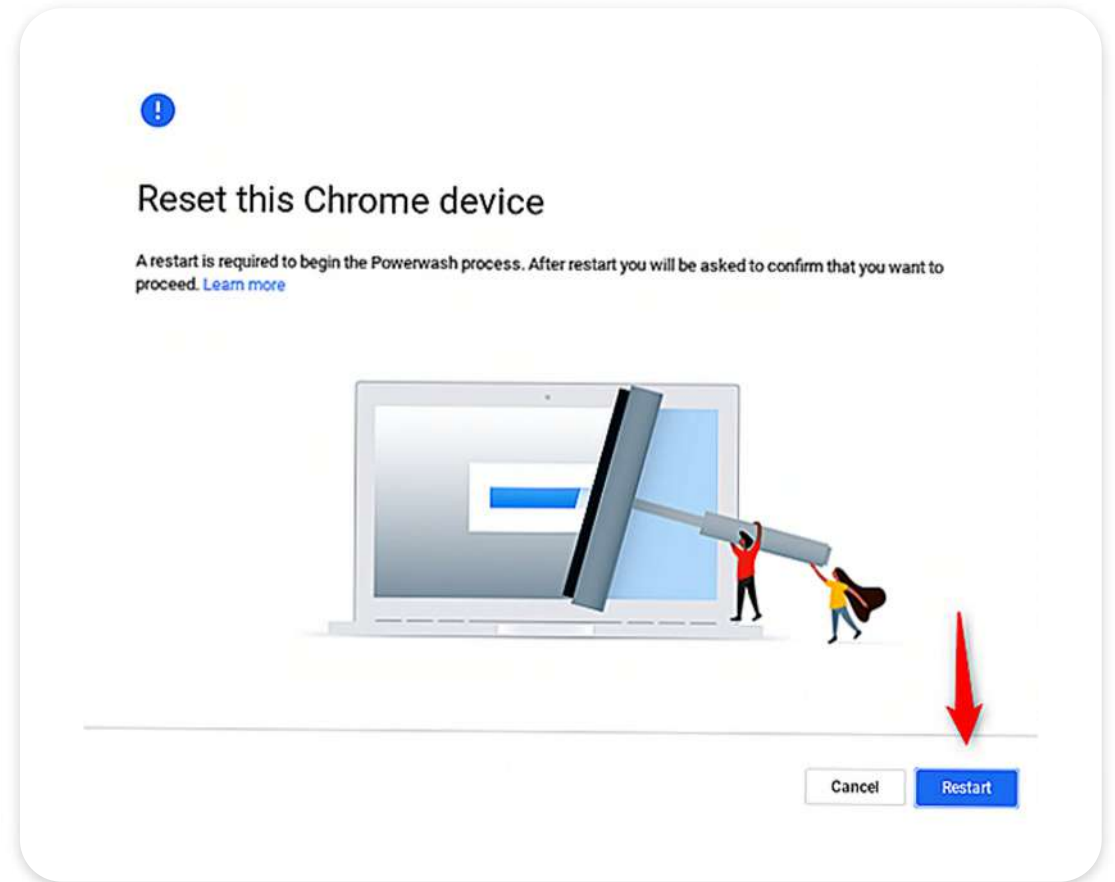 Reset this Chrome device
A restart is required to begin the Powerwash process. After restart you will be asked to confirm that you want to
proceed. Learn more
Cancel Restart